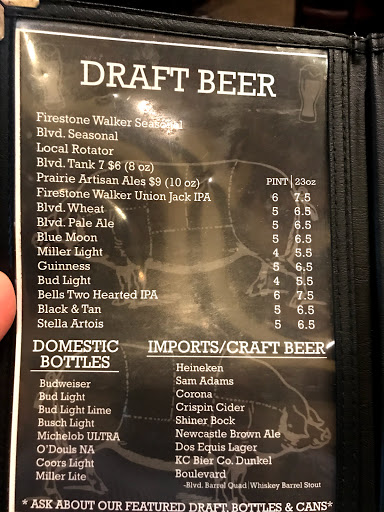 DRAFT BEER
Firestone Walker Seasonal
Blvd. Seasonal
Local Rotator
Blvd. Tank 7 $6 (8 oz)
Prairie Artisan Ales $9 (10 oz) PINT | 23oz
Firestone Walker Union Jack IPA 6 7.5
Blvd. Wheat 5 6.5
Blvd. Pale Ale 5 6.5
Blue Moon 5 6.5
Miller Light 4 5.5
Guinness 5 6.5
Bud Light 4 5.5
Bells Two Hearted IPA 6 7.5
Black & Tan 5 6.5
Stella Artois 5 6.5
DOMESTIC
BOTTLES
Budweiser
Bud Light
Bud Light Lime
Busch Light
Michelob ULTRA
O'Douls NA
Coors Light
Miller Lite
IMPORTS/CRAFT BEER
Heineken
Sam Adams
Corona
Crispin Cider
Shiner Bock
Newcastle Brown Ale
Dos Equis Lager
KC Bier Co. Dunkel
Boulevard
-Blvd. Barrel Quad|Whiskey Barrel Stout
* ASK ABOUT OUR FEATURED DRAFT, BOTTLES & CANS*